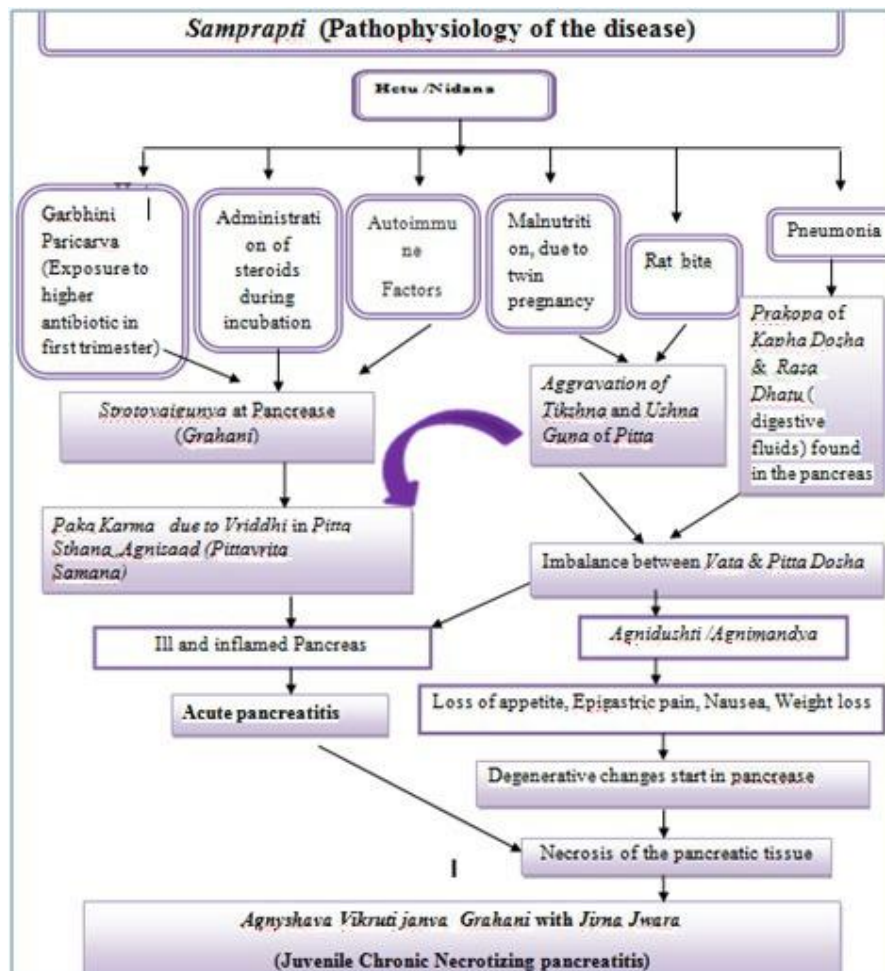 Samprapti (Pathophysiology of the disease)
Hetu /Nidana
Garbhini
Paricarva
(Exposure to
higher
antibiotic in
first trimester)
Administrati
on of
steroids
during
incubation
Autoimmu
ne
Factors
Malnutriti
on, due to
twin
pregnancy
Rat bite
Pneumonia
Prakopa of
Kapha Dosha
& Rasa
Dhatu (
digestive
fluids) found
in the pancreas
Strotovaigunya at Pancrease
(Grahani)
Aggravation of
Tikshna and Ushna
Guna of Pitta
Paka Karma due to Vriddhi in Pitta
Sthana, Agnisaad (Pittavrita
Samana)
Imbalance between Vata & Pitta Dosha
Ill and inflamed Pancreas
Agnidushti /Agnimandya
Acute pancreatitis
Loss of appetite, Epigastric pain, Nausea, Weight loss
Degenerative changes start in pancrease
Necrosis of the pancreatic tissue
Agnyshava Vikruti janva Grahani with Jirna Jwara
(Juvenile Chronic Necrotizing pancreatitis)